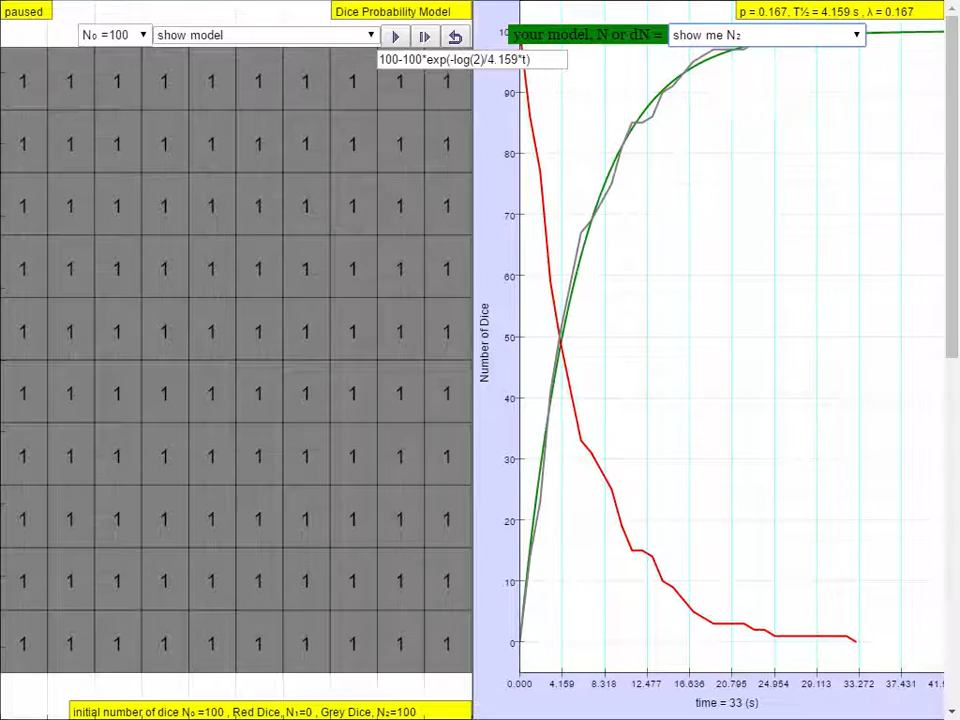 paused
Dice Probability Model
p = 0.167, T½ = 4.159 s , λ = 0.167
N₀ =100
show model
your model, N or dN =
show me N₂
100-100*exp(-log(2)/4.159*t)
1 1 1 1 1 1 1 1 1 1
1 1 1 1 1 1 1 1 1 1
1 1 1 1 1 1 1 1 1 1
1 1 1 1 1 1 1 1 1 1
1 1 1 1 1 1 1 1 1 1
1 1 1 1 1 1 1 1 1 1
1 1 1 1 1 1 1 1 1 1
1 1 1 1 1 1 1 1 1 1
1 1 1 1 1 1 1 1 1 1
1 1 1 1 1 1 1 1 1 1
Number of Dice
90
80
70
60
50
40
30
20
10
0
0.000 4.159 8.318 12.477 16.636 20.795 24.954 29.113 33.272 37.431
time = 33 (s)
initial number of dice N₀ =100 , Red Dice, N₁=0 , Grey Dice, N₂=100